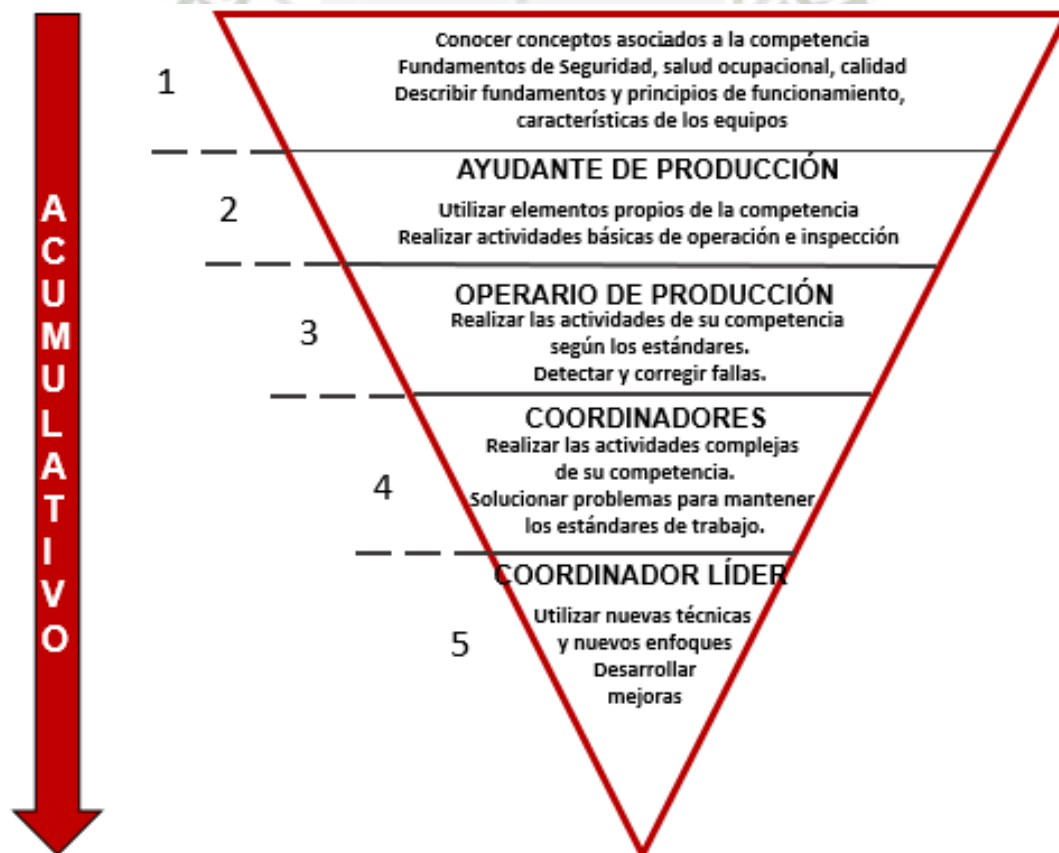 ACUMULATIVO
1
Conocer conceptos asociados a la competencia
Fundamentos de Seguridad, salud ocupacional, calidad
Describir fundamentos y principios de funcionamiento,
características de los equipos
2
AYUDANTE DE PRODUCCIÓN
Utilizar elementos propios de la competencia
Realizar actividades básicas de operación e inspección
3
OPERARIO DE PRODUCCIÓN
Realizar las actividades de su competencia
según los estándares.
Detectar y corregir fallas.
4
COORDINADORES
Realizar las actividades complejas
de su competencia.
Solucionar problemas para mantener
los estándares de trabajo.
5
COORDINADOR LÍDER
Utilizar nuevas técnicas
y nuevos enfoques
Desarrollar
mejoras